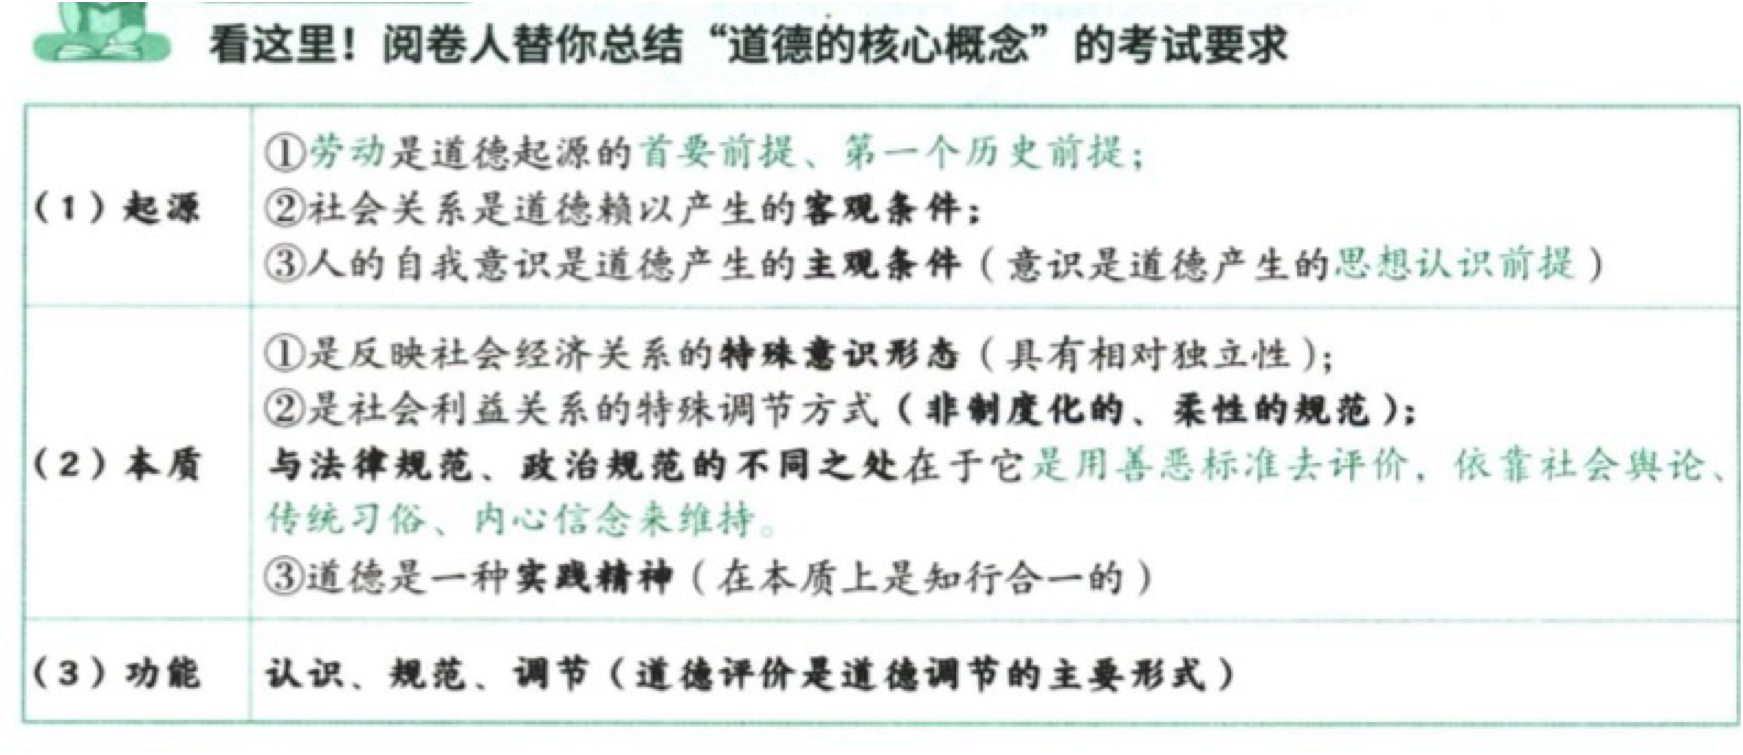 看这里！阅卷人替你总结“道德的核心概念”的考试要求
（1）起源
①劳动是道德起源的首要前提、第一个历史前提；
②社会关系是道德赖以产生的客观条件；
③人的自我意识是道德产生的主观条件（意识是道德产生的思想认识前提）
（2）本质
①是反映社会经济关系的特殊意识形态（具有相对独立性）；
②是社会利益关系的特殊调节方式（非制度化的、柔性的规范）；
与法律规范、政治规范的不同之处在于它是用善恶标准去评价，依靠社会舆论、
传统习俗、内心信念来维持。
③道德是一种实践精神（在本质上是知行合一的）
（3）功能
认识、规范、调节（道德评价是道德调节的主要形式）